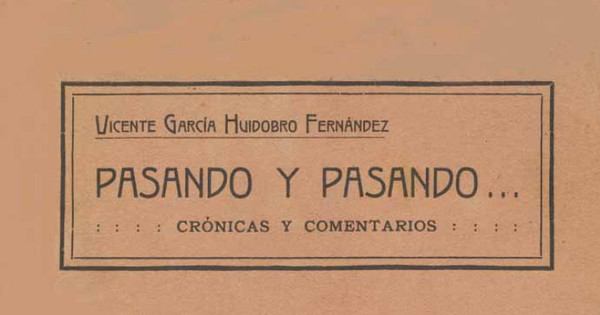 VICENTE GARCÍA HUIDOBRO FERNÁNDEZ
PASANDO Y PASANDO...
: : : : CRÓNICAS Y COMENTARIOS : : : :